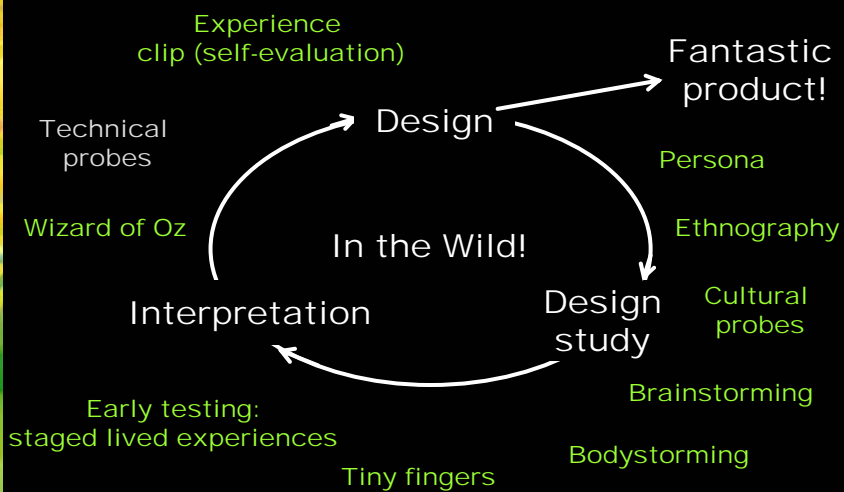 Experience
clip (self-evaluation)
Fantastic
product!
Design
Technical
probes
Persona
Wizard of Oz
In the Wild!
Ethnography
Interpretation
Design
study
Cultural
probes
Brainstorming
Early testing:
staged lived experiences
Bodystorming
Tiny fingers